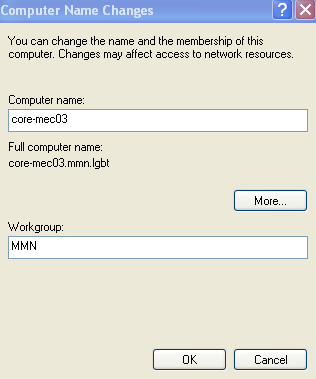 Computer Name Changes
You can change the name and the membership of this
computer. Changes may affect access to network resources.
Computer name:
core-mec03
Full computer name:
core-mec03.mmn.lgbt
More...
Workgroup:
MMN
OK
Cancel